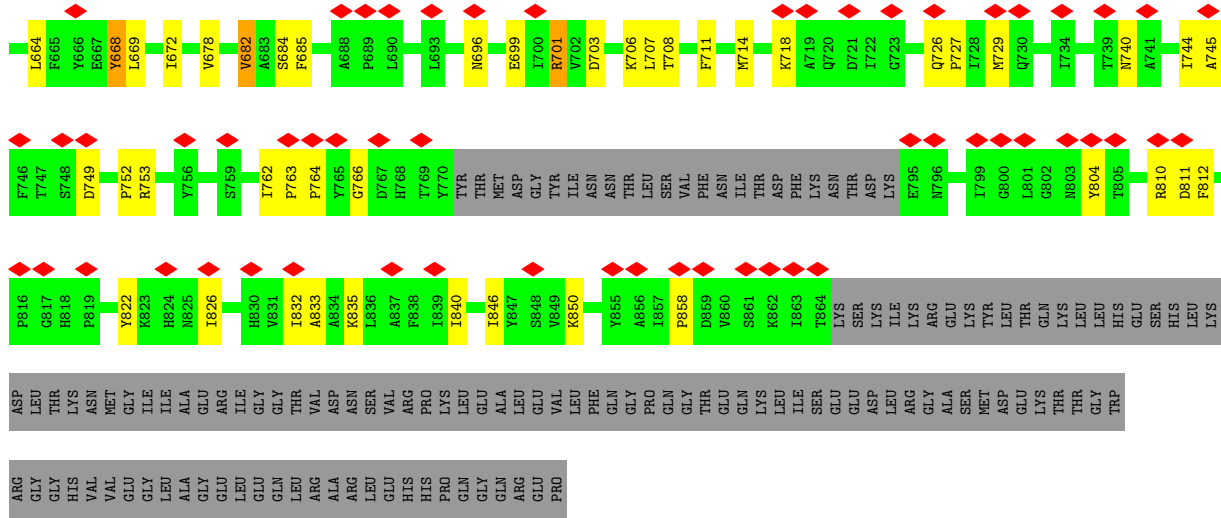 L664 F665 Y666 E667 Y668 L669 I672 V678 V682 A683 S684 F685 A688 P689 L690 L693 N696 E699 I700 R701 V702 D703 K706 L707 T708 F711 M714 K718 A719 Q720 D721 I722 G723 Q726 P727 I728 M729 Q730 I734 T739 N740 A741 I744 A745
F746 T747 S748 D749 P752 R753 Y756 S759 I762 P763 P764 Y765 G766 D767 H768 T769 Y770 TYR THR MET ASP GLY TYR ILE ASN ASN THR LEU SER VAL PHE ASN ILE THR ASP PHE LYS ASN THR ASP LYS E795 N796 I799 G800 L801 G802 N803 Y804 T805 R810 D811 F812
P816 G817 H818 P819 Y822 K823 H824 N825 I826 H830 V831 I832 A833 A834 K835 L836 A837 F838 I839 I840 I846 Y847 S848 V849 K850 Y855 A856 I857 P858 D859 V860 S861 K862 I863 T864 LYS SER LYS ILE LYS ARG GLU LYS TYR LEU THR GLN LYS LEU LEU HIS GLU SER HIS LEU LYS
ASP LEU THR LYS ASN MET GLY ILE ILE ALA GLU ARG ILE GLY GLY THR VAL ASP ASN SER VAL ARG PRO LYS LEU GLU ALA LEU GLU VAL LEU PHE GLN GLY PRO GLN GLY THR GLU GLN LYS LEU ILE SER GLU GLU ASP LEU ARG GLY ALA SER MET ASP GLU LYS THR THR GLY TRP
ARG GLY GLY HIS VAL VAL GLU GLY LEU ALA GLY GLU LEU GLU GLN LEU ARG ALA ARG LEU GLU HIS HIS PRO GLN GLY GLN ARG GLU PRO